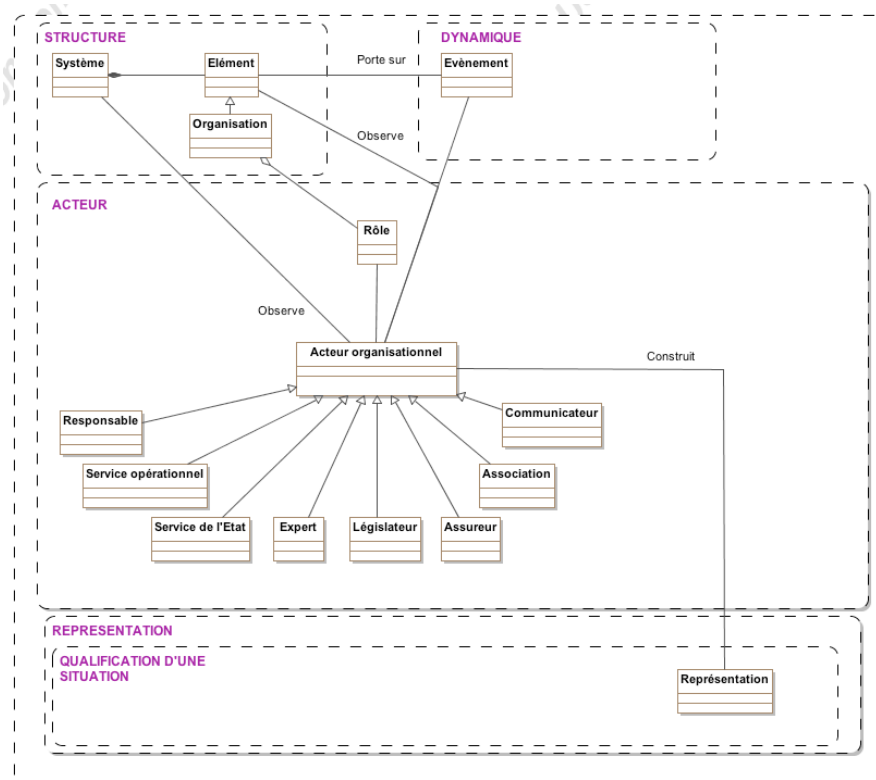 STRUCTURE
DYNAMIQUE
Système
Elément
Porte sur
Evènement
Organisation
Observe
ACTEUR
Rôle
Observe
Acteur organisationnel
Construit
Responsable
Communicateur
Service opérationnel
Association
Service de l'Etat
Expert
Législateur
Assureur
REPRESENTATION
QUALIFICATION D'UNE
SITUATION
Représentation